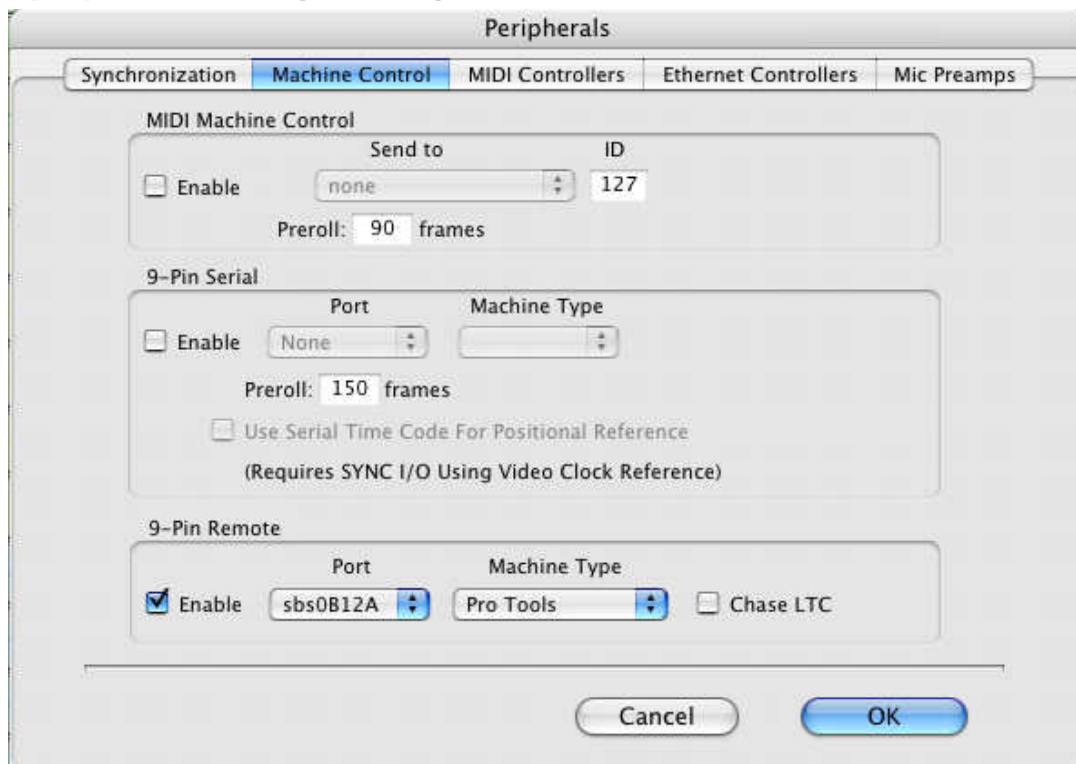 Peripherals
Synchronization Machine Control MIDI Controllers Ethernet Controllers Mic Preamps
MIDI Machine Control
Send to ID
Enable none 127
Preroll: 90 frames
9-Pin Serial
Port Machine Type
Enable None
Preroll: 150 frames
Use Serial Time Code For Positional Reference
(Requires SYNC I/O Using Video Clock Reference)
9-Pin Remote
Port Machine Type
Enable sbs0B12A Pro Tools Chase LTC
Cancel OK